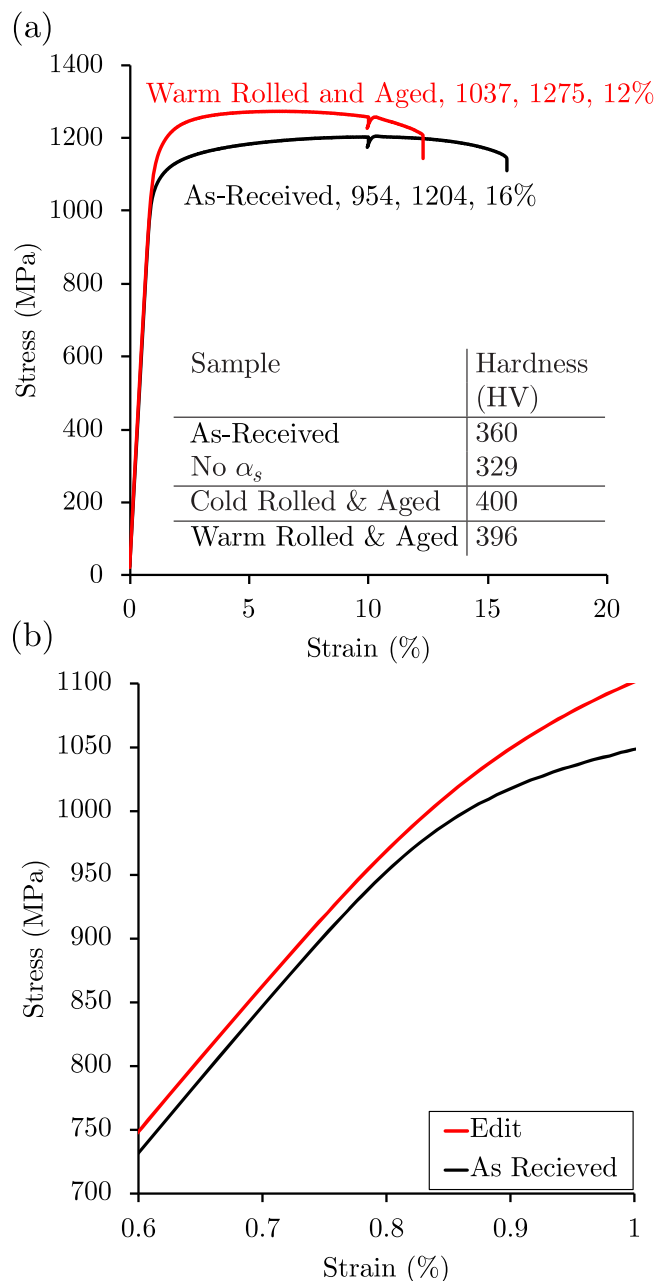 (a)
1400
Warm Rolled and Aged, 1037, 1275, 12%
1200
As-Received, 954, 1204, 16%
1000
Stress (MPa)
800
600
Sample Hardness
(HV)
400
As-Received 360
No αs 329
200
Cold Rolled & Aged 400
Warm Rolled & Aged 396
0
0 5 10 15 20
Strain (%)
(b)
1100
1050
1000
950
Stress (MPa)
900
850
800
750
700
Edit
As Recieved
0.6 0.7 0.8 0.9 1
Strain (%)